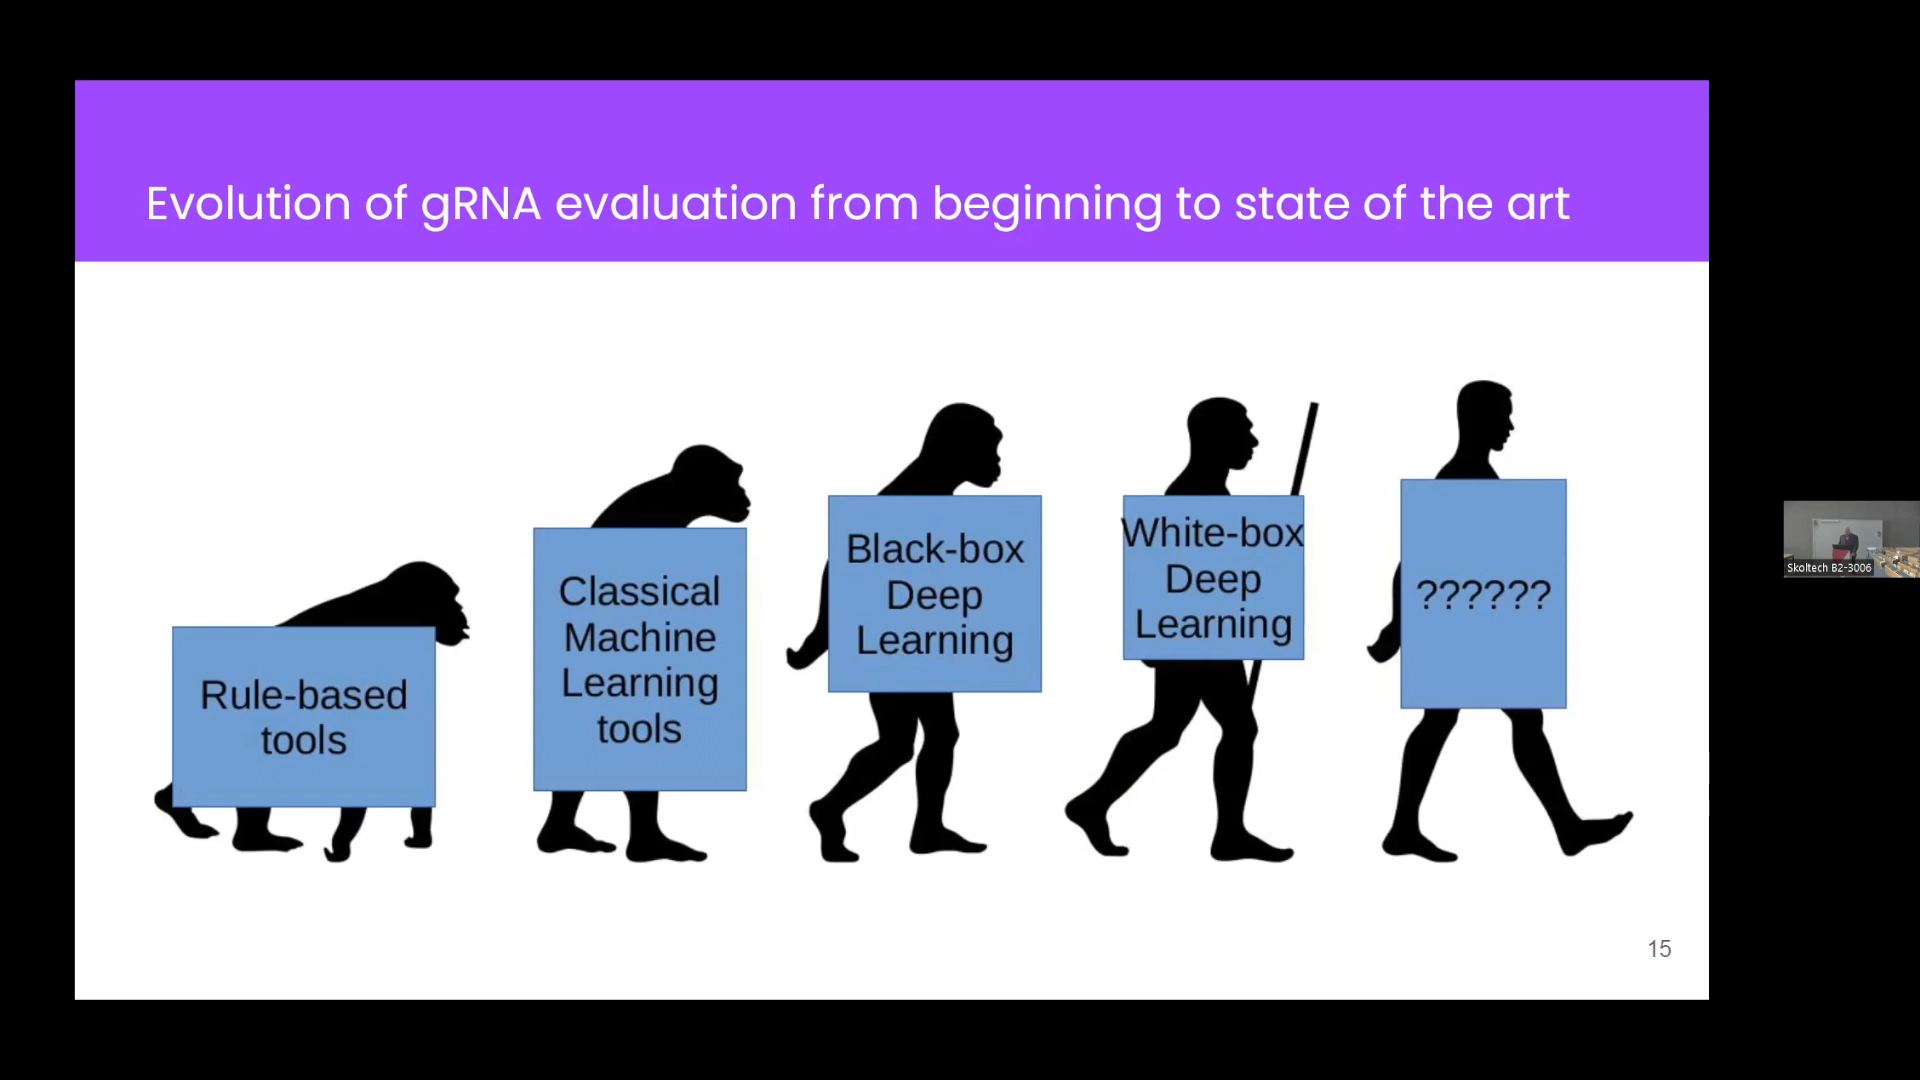 Evolution of gRNA evaluation from beginning to state of the art
Rule-based
tools
Classical
Machine
Learning
tools
Black-box
Deep
Learning
White-box
Deep
Learning
??????
15
Skoltech B2-3006